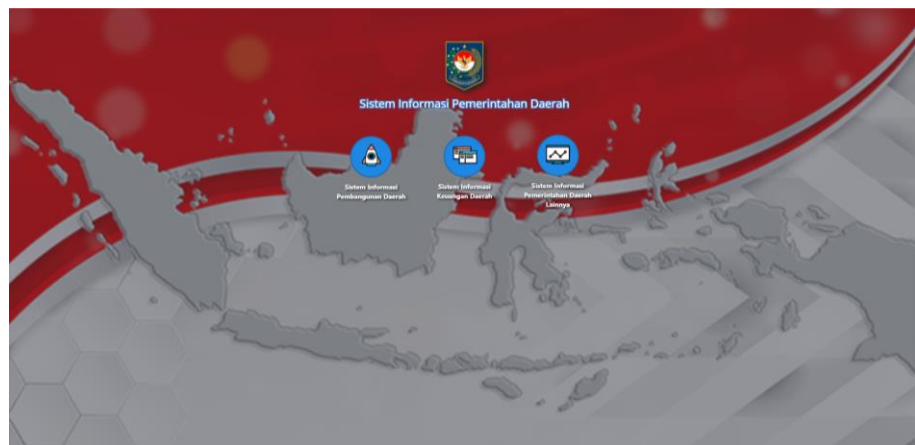 Sistem Informasi Pemerintahan Daerah
Sistem Informasi
Pembangunan Daerah
Sistem Informasi
Keuangan Daerah
Sistem Informasi
Pemerintahan Daerah
Lainnya